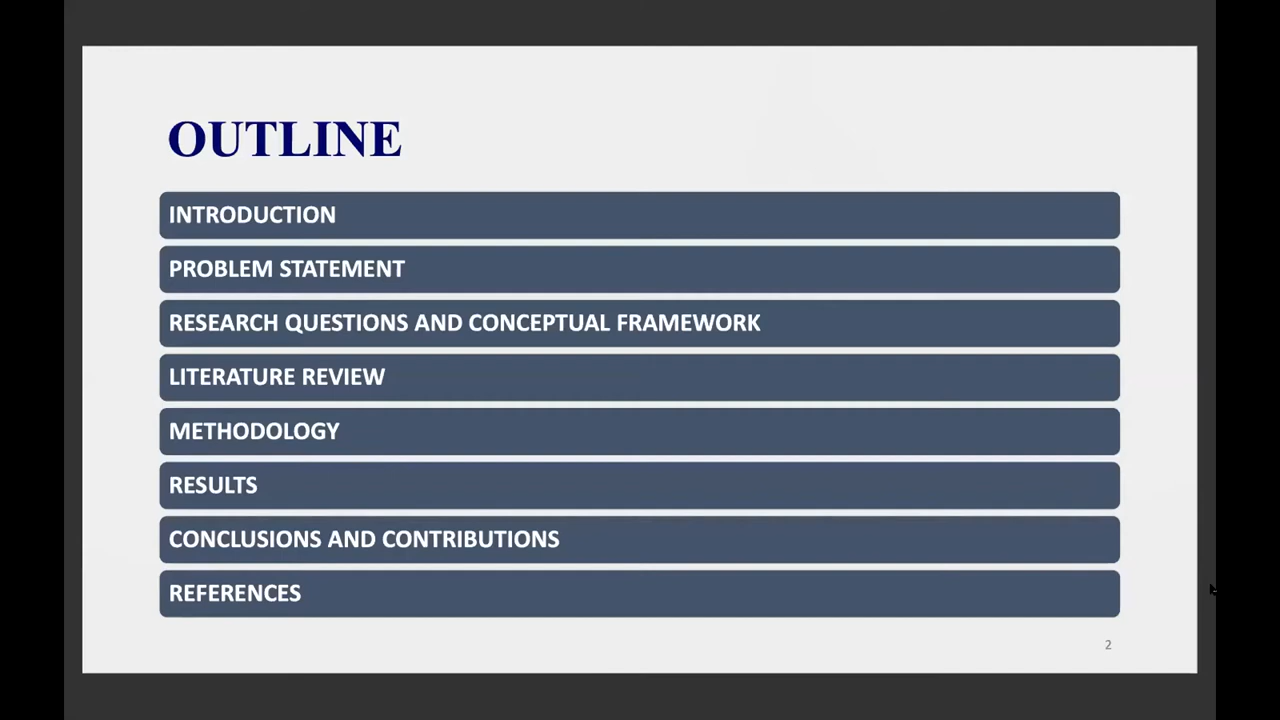 OUTLINE
INTRODUCTION
PROBLEM STATEMENT
RESEARCH QUESTIONS AND CONCEPTUAL FRAMEWORK
LITERATURE REVIEW
METHODOLOGY
RESULTS
CONCLUSIONS AND CONTRIBUTIONS
REFERENCES
2